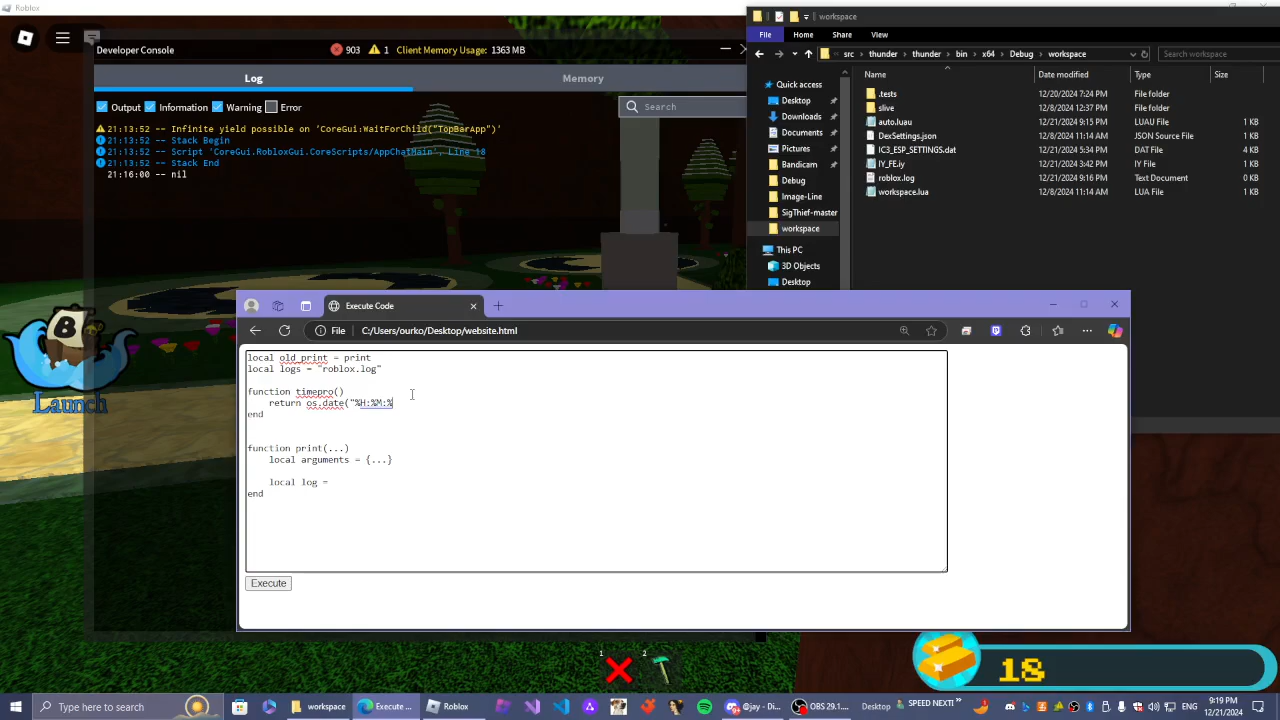 Roblox
Developer Console
903
1
Client Memory Usage: 1363 MB
Log
Memory
Output
Information
Warning
Error
Search
21:13:52 -- Infinite yield possible on 'CoreGui:WaitForChild("TopBarApp")'
21:13:52 -- Stack Begin
21:13:52 -- Script 'CoreGui.RobloxGui.CoreScripts/AppChatMain', Line 18
21:13:52 -- Stack End
21:16:00 -- nil
workspace
File
Home
Share
View
src > thunder > thunder > bin > x64 > Debug > workspace
Search workspace
Name
Date modified
Type
Size
Quick access
Desktop
Downloads
Documents
Pictures
Bandicam
Debug
Image-Line
SigThief-master
workspace
This PC
3D Objects
Desktop
.tests 12/20/2024 7:24 PM File folder
slive 12/8/2024 12:37 PM File folder
auto.luau 12/21/2024 9:15 PM LUAU File 1 KB
DexSettings.json 12/8/2024 11:14 AM JSON Source File 1 KB
IC3_ESP_SETTINGS.dat 12/21/2024 5:34 PM DAT File 4 KB
IY_FE.iy 12/21/2024 3:42 PM IY File 1 KB
roblox.log 12/21/2024 9:16 PM Text Document 0 KB
workspace.lua 12/8/2024 11:14 AM LUA File 1 KB
Execute Code
File
C:/Users/ourko/Desktop/website.html
local old_print = print
local logs = "roblox.log"
function timepro()
return os.date("%H:%M:%
end
function print(...)
local arguments = {...}
local log =
end
Execute
B
Launch
1
2
18
Type here to search
workspace
Execute ...
Roblox
@jay - Di...
OBS 29.1...
Desktop
SPEED NEXT!
9:19 PM
12/21/2024